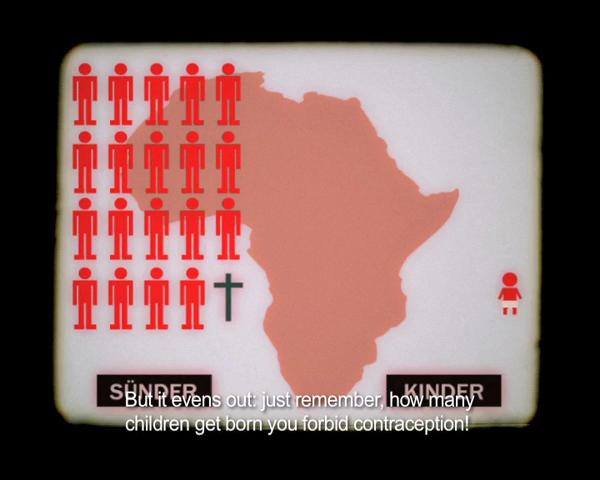 SÜNDER
KINDER
But it evens out: just remember, how many
children get born you forbid contraception!